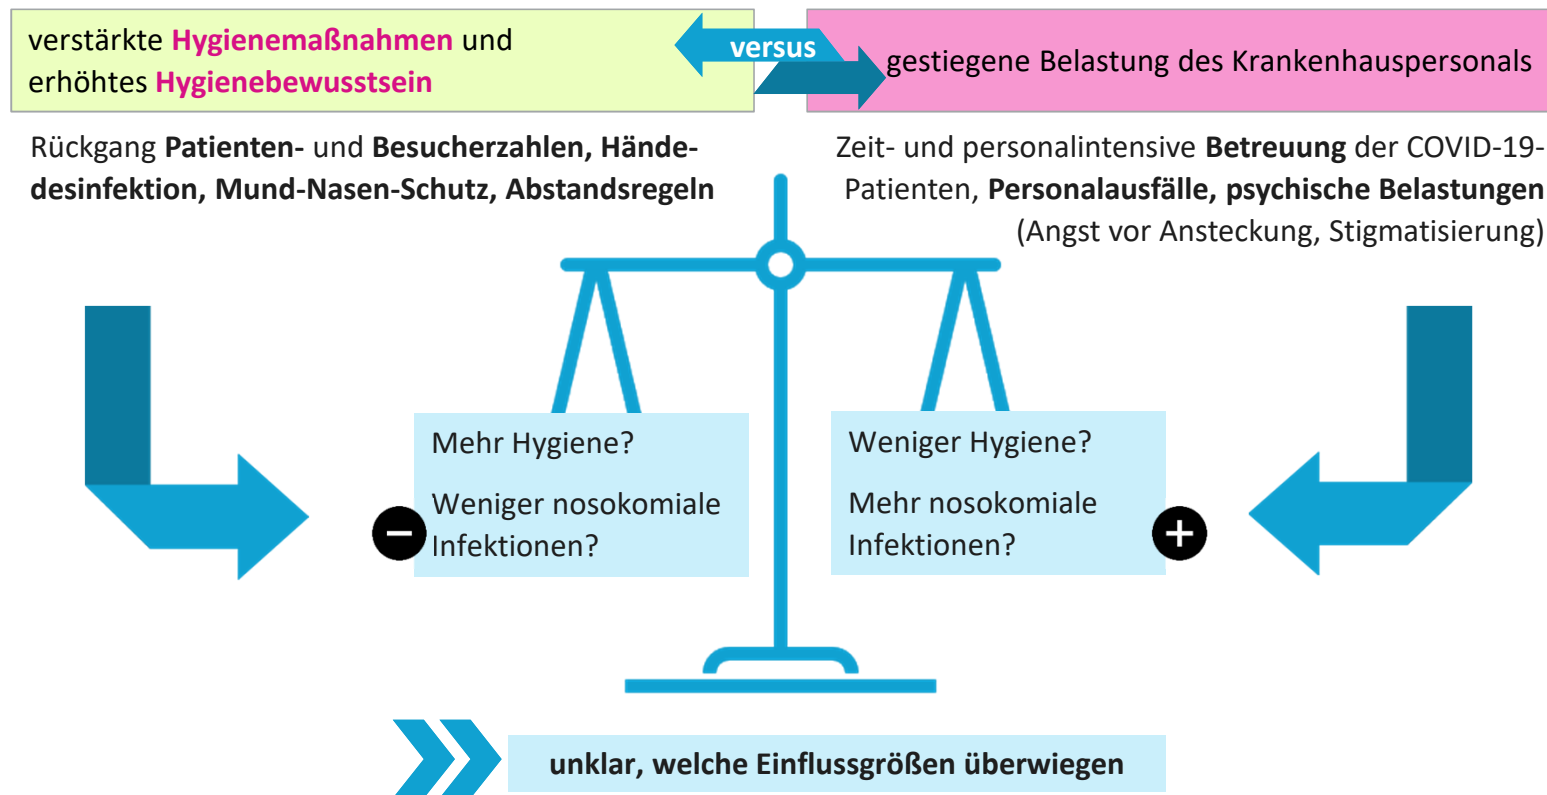 verstärkte Hygienemaßnahmen und
erhöhtes Hygienebewusstsein
versus
gestiegene Belastung des Krankenhauspersonals
Rückgang Patienten- und Besucherzahlen, Hände-
desinfektion, Mund-Nasen-Schutz, Abstandsregeln
Zeit- und personalintensive Betreuung der COVID-19-
Patienten, Personalausfälle, psychische Belastungen
(Angst vor Ansteckung, Stigmatisierung)
Mehr Hygiene?
Weniger nosokomiale
Infektionen?
−
Weniger Hygiene?
Mehr nosokomiale
Infektionen?
+
unklar, welche Einflussgrößen überwiegen